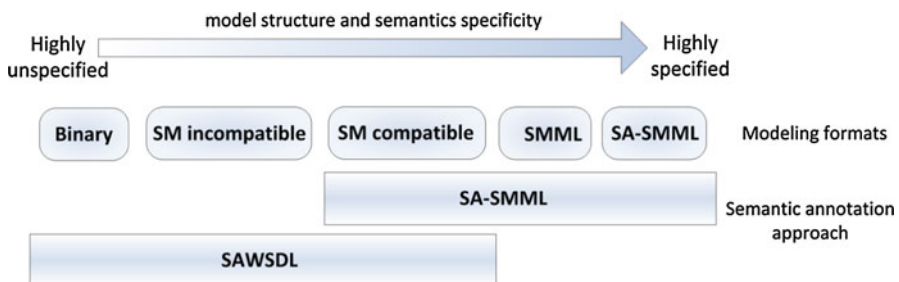 model structure and semantics specificity
Highly
unspecified
Highly
specified
Binary
SM incompatible
SM compatible
SMML
SA-SMML
Modeling formats
SA-SMML
Semantic annotation
approach
SAWSDL